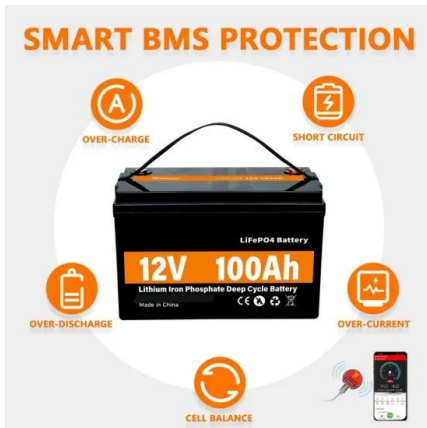 SMART BMS PROTECTION
A
OVER-CHARGE
SHORT CIRCUIT
LiFePO4 Battery
12V 100Ah
Lithium Iron Phosphate Deep Cycle Battery
Made in China
CE
OVER-DISCHARGE
OVER-CURRENT
CELL BALANCE